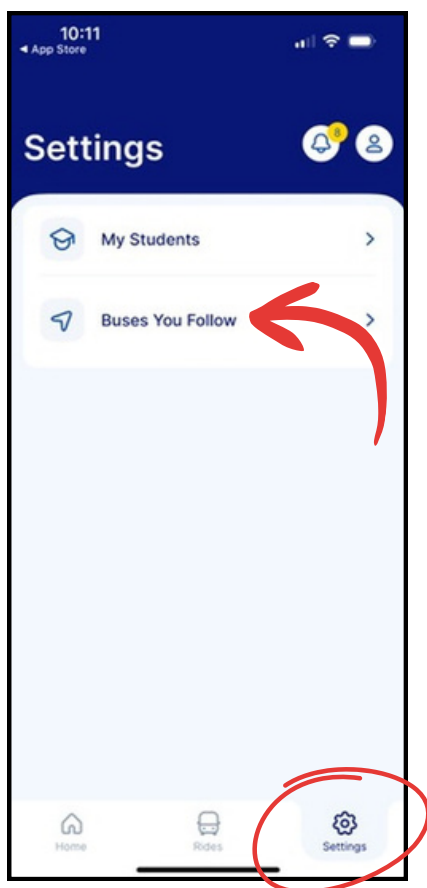 10:11
◀ App Store
Settings
8
My Students
Buses You Follow
Home
Rides
Settings